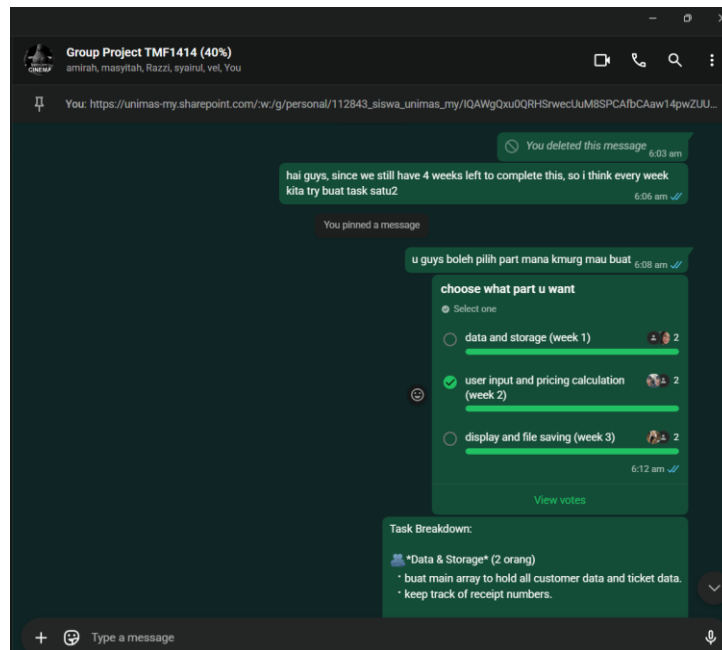 CINEMA
Group Project TMF1414 (40%)
amirah, masyitah, Razzi, syairul, vel, You
You: https://unimas-my.sharepoint.com/:w:/g/personal/112843_siswa_unimas_my/IQAWgQxu0QRHSrwecUuM8SPCAfbCAaw14pwZUU...
You deleted this message
6:03 am
hai guys, since we still have 4 weeks left to complete this, so i think every week
kita try buat task satu2
6:06 am
You pinned a message
u guys boleh pilih part mana kmurg mau buat
6:08 am
choose what part u want
Select one
data and storage (week 1)
2
user input and pricing calculation
(week 2)
2
display and file saving (week 3)
2
6:12 am
View votes
Task Breakdown:
*Data & Storage* (2 orang)
• buat main array to hold all customer data and ticket data.
• keep track of receipt numbers.
Type a message